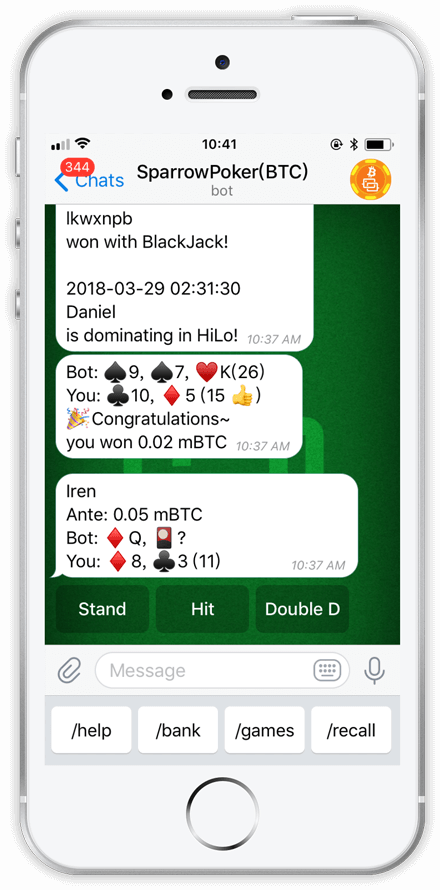 10:41
344
Chats
SparrowPoker(BTC)
bot
lkwxnpb
won with BlackJack!
2018-03-29 02:31:30
Daniel
is dominating in HiLo! 10:37 AM
Bot: ♠️9, ♠️7, ♥️K(26)
You: ♣️10, ♦️5 (15 👍)
🎉Congratulations~
you won 0.02 mBTC 10:36 AM
Iren
Ante: 0.05 mBTC
Bot: ♦️Q, 🎴?
You: ♦️8, ♣️3 (11) 10:37 AM
Stand Hit Double D
Message
/help /bank /games /recall